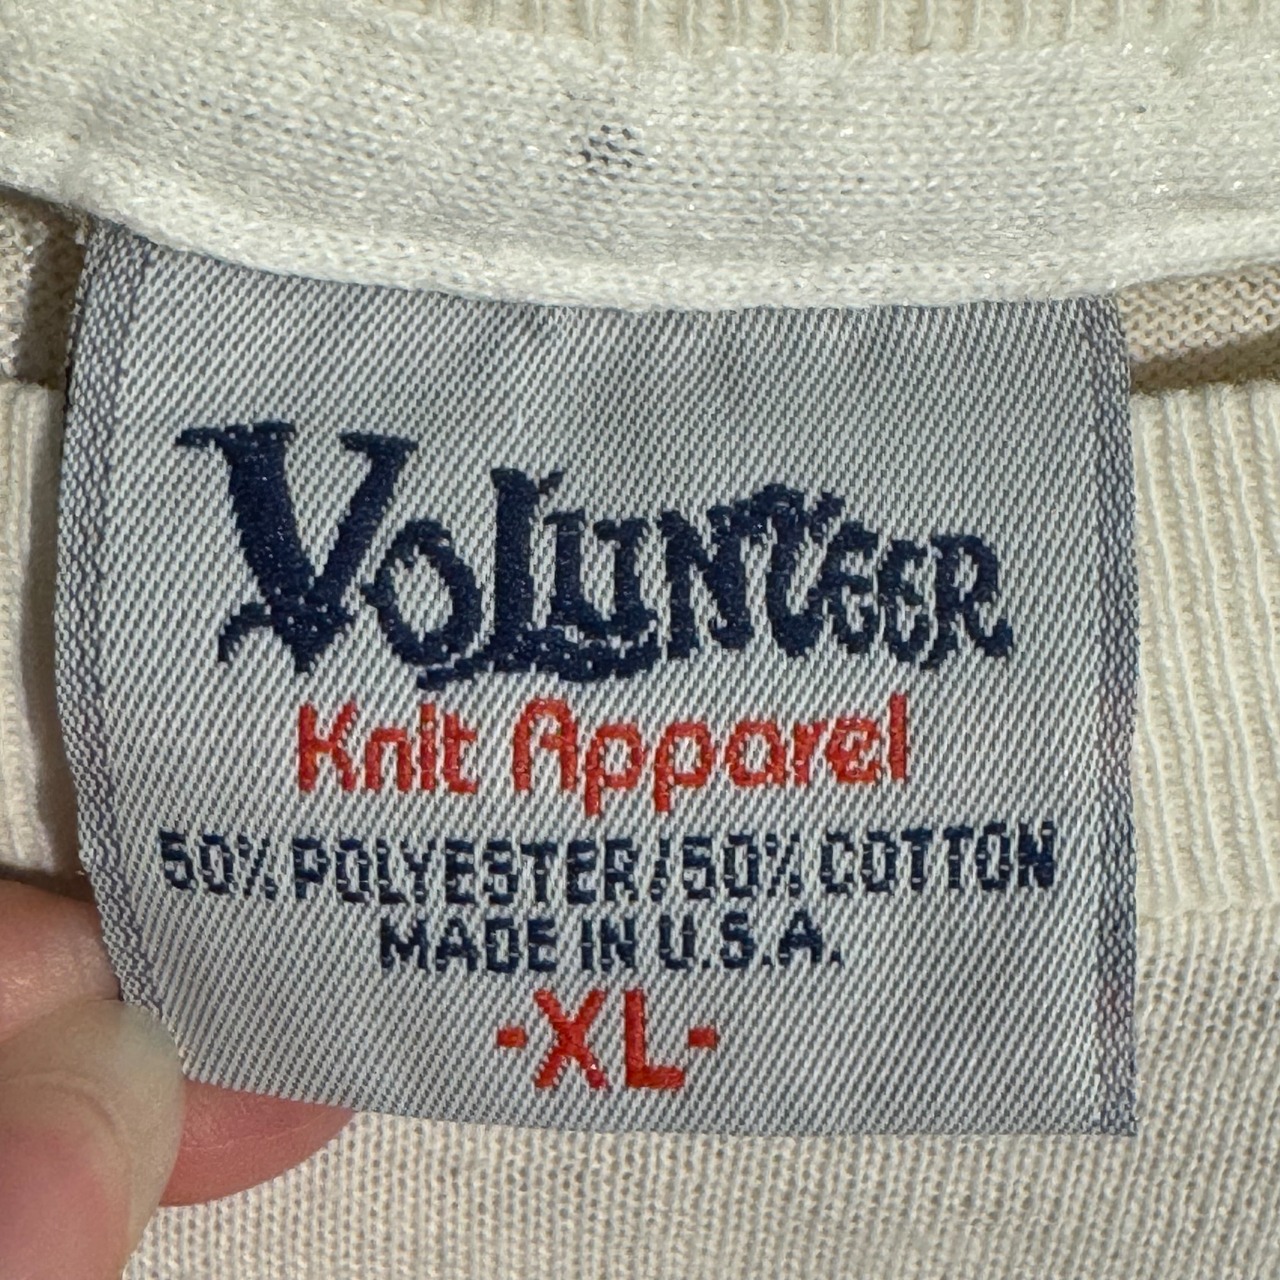 VOLUNTEER
Knit Apparel
50% POLYESTER/50% COTTON
MADE IN U.S.A.
-XL-